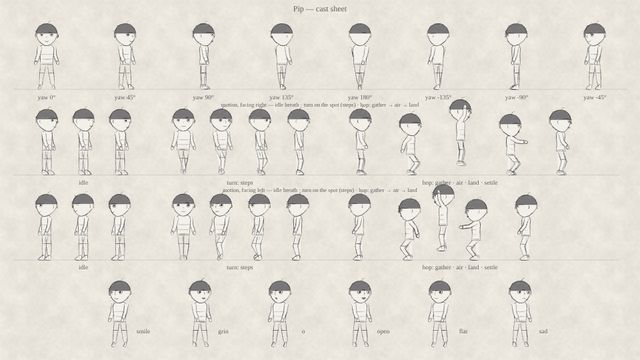 Pip — cast sheet
yaw 0° yaw 45° yaw 90° yaw 135° yaw 180° yaw -135° yaw -90° yaw -45°
motion, facing right — idle breath · turn on the spot (steps) · hop: gather → air → land
idle turn: steps hop: gather · air · land · settle
motion, facing left — idle breath · turn on the spot (steps) · hop: gather → air → land
idle turn: steps hop: gather · air · land · settle
smile grin o open flat sad